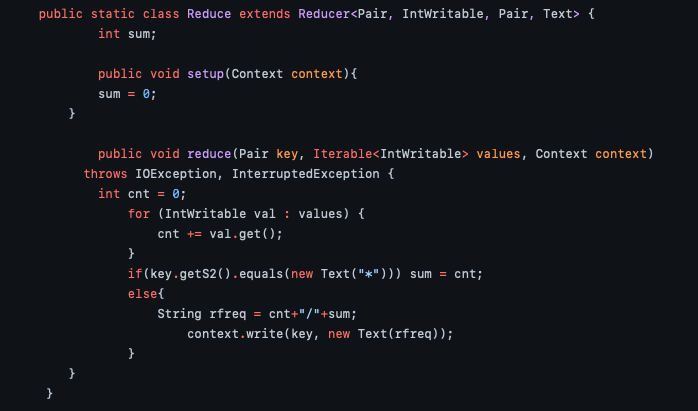 public static class Reduce extends Reducer<Pair, IntWritable, Pair, Text> {
int sum;
public void setup(Context context){
sum = 0;
}
public void reduce(Pair key, Iterable<IntWritable> values, Context context)
throws IOException, InterruptedException {
int cnt = 0;
for (IntWritable val : values) {
cnt += val.get();
}
if(key.getS2().equals(new Text("*"))) sum = cnt;
else{
String rfreq = cnt+"/"+sum;
context.write(key, new Text(rfreq));
}
}
}